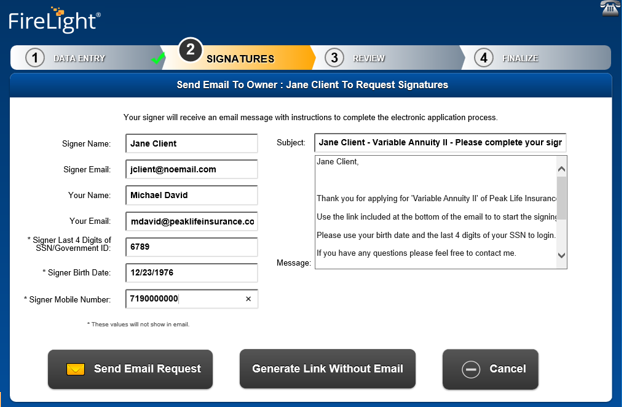 FireLight®
1 DATA ENTRY
2 SIGNATURES
3 REVIEW
4 FINALIZE
Send Email To Owner : Jane Client To Request Signatures
Your signer will receive an email message with instructions to complete the electronic application process.
Signer Name: Jane Client
Signer Email: jclient@noemail.com
Your Name: Michael David
Your Email: mdavid@peaklifeinsurance.co
* Signer Last 4 Digits of
SSN/Government ID: 6789
* Signer Birth Date: 12/23/1976
* Signer Mobile Number: 7190000000 ×
* These values will not show in email.
Subject: Jane Client - Variable Annuity II - Please complete your sigr
Message:
Jane Client,
Thank you for applying for 'Variable Annuity II' of Peak Life Insurance
Use the link included at the bottom of the email to to start the signing
Please use your birth date and the last 4 digits of your SSN to login.
If you have any questions please feel free to contact me.
Send Email Request
Generate Link Without Email
Cancel